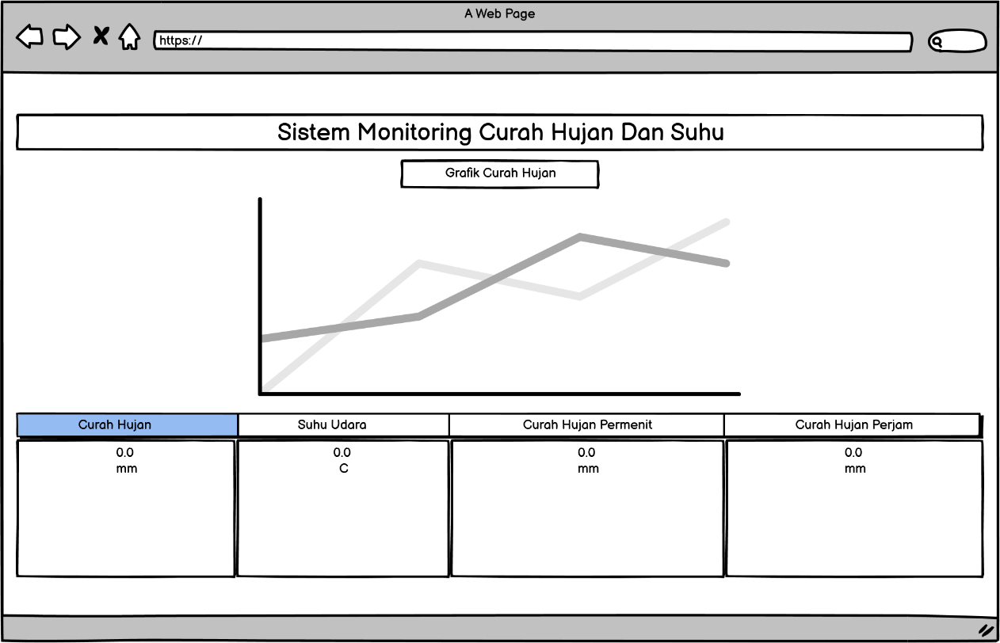 A Web Page
https://
Sistem Monitoring Curah Hujan Dan Suhu
Grafik Curah Hujan
Curah Hujan
Suhu Udara
Curah Hujan Permenit
Curah Hujan Perjam
0.0
mm
0.0
C
0.0
mm
0.0
mm